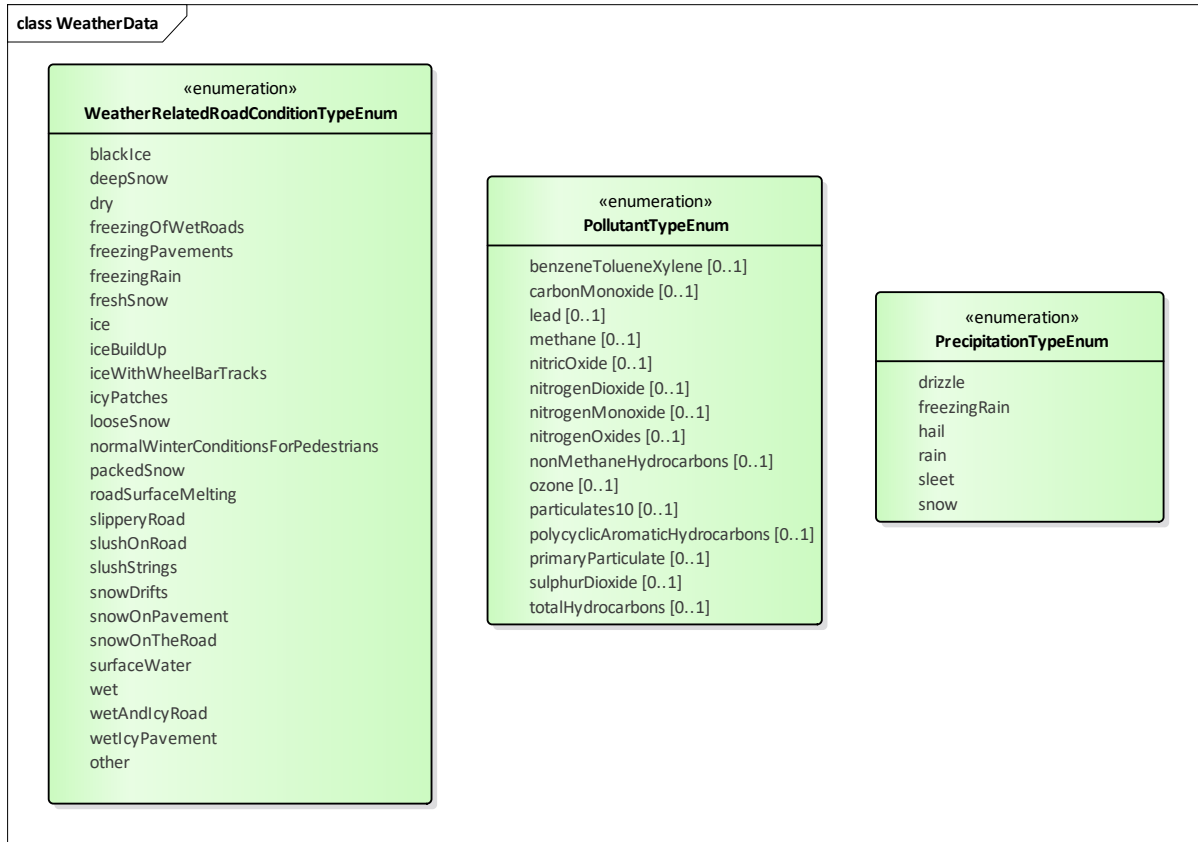 class WeatherData
«enumeration»
WeatherRelatedRoadConditionTypeEnum
blackIce
deepSnow
dry
freezingOfWetRoads
freezingPavements
freezingRain
freshSnow
ice
iceBuildUp
iceWithWheelBarTracks
icyPatches
looseSnow
normalWinterConditionsForPedestrians
packedSnow
roadSurfaceMelting
slipperyRoad
slushOnRoad
slushStrings
snowDrifts
snowOnPavement
snowOnTheRoad
surfaceWater
wet
wetAndIcyRoad
wetIcyPavement
other
«enumeration»
PollutantTypeEnum
benzeneTolueneXylene [0..1]
carbonMonoxide [0..1]
lead [0..1]
methane [0..1]
nitricOxide [0..1]
nitrogenDioxide [0..1]
nitrogenMonoxide [0..1]
nitrogenOxides [0..1]
nonMethaneHydrocarbons [0..1]
ozone [0..1]
particulates10 [0..1]
polycyclicAromaticHydrocarbons [0..1]
primaryParticulate [0..1]
sulphurDioxide [0..1]
totalHydrocarbons [0..1]
«enumeration»
PrecipitationTypeEnum
drizzle
freezingRain
hail
rain
sleet
snow